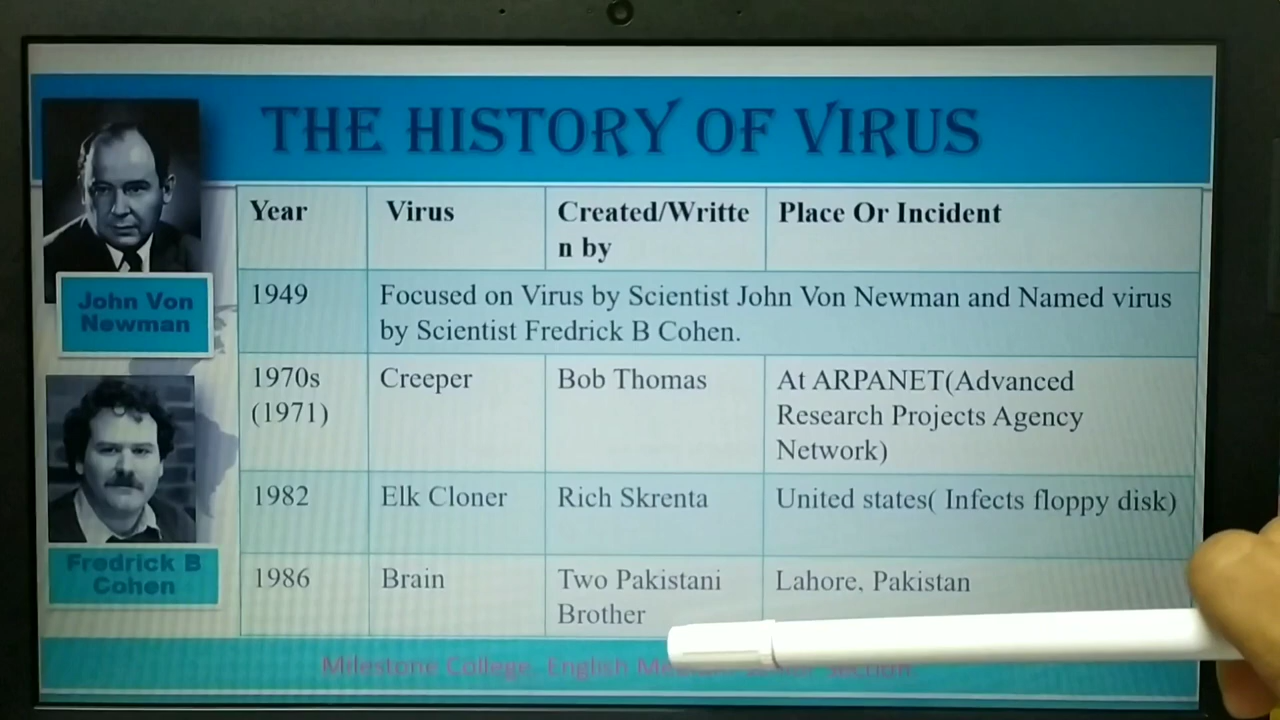 THE HISTORY OF VIRUS
John Von
Newman
Fredrick B
Cohen
Year Virus Created/Writte Place Or Incident
n by
1949 Focused on Virus by Scientist John Von Newman and Named virus
by Scientist Fredrick B Cohen.
1970s Creeper Bob Thomas At ARPANET(Advanced
(1971) Research Projects Agency
Network)
1982 Elk Cloner Rich Skrenta United states( Infects floppy disk)
1986 Brain Two Pakistani Lahore, Pakistan
Brother
Milestone College, English